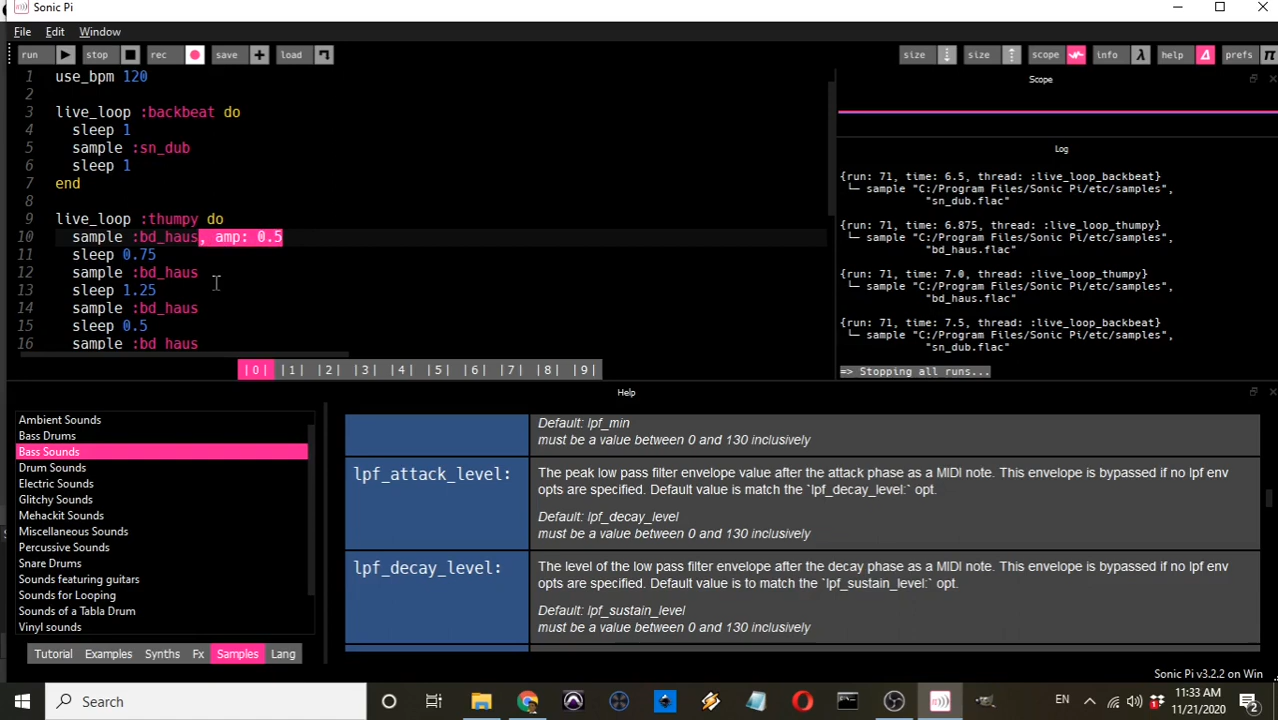 Sonic Pi
File Edit Window
run stop rec save load size size scope info help prefs
1 use_bpm 120
2
3 live_loop :backbeat do
4 sleep 1
5 sample :sn_dub
6 sleep 1
7 end
8
9 live_loop :thumpy do
10 sample :bd_haus, amp: 0.5
11 sleep 0.75
12 sample :bd_haus
13 sleep 1.25
14 sample :bd_haus
15 sleep 0.5
16 sample :bd_haus
|0| |1| |2| |3| |4| |5| |6| |7| |8| |9|
Scope
Log
{run: 71, time: 6.5, thread: :live_loop_backbeat}
└─ sample "C:/Program Files/Sonic Pi/etc/samples",
"sn_dub.flac"
{run: 71, time: 6.875, thread: :live_loop_thumpy}
└─ sample "C:/Program Files/Sonic Pi/etc/samples",
"bd_haus.flac"
{run: 71, time: 7.0, thread: :live_loop_thumpy}
└─ sample "C:/Program Files/Sonic Pi/etc/samples",
"bd_haus.flac"
{run: 71, time: 7.5, thread: :live_loop_backbeat}
└─ sample "C:/Program Files/Sonic Pi/etc/samples",
"sn_dub.flac"
=> Stopping all runs...
Help
Ambient Sounds
Bass Drums
Bass Sounds
Drum Sounds
Electric Sounds
Glitchy Sounds
Mehackit Sounds
Miscellaneous Sounds
Percussive Sounds
Snare Drums
Sounds featuring guitars
Sounds for Looping
Sounds of a Tabla Drum
Vinyl sounds
Tutorial Examples Synths Fx Samples Lang
Default: lpf_min
must be a value between 0 and 130 inclusively
lpf_attack_level:
The peak low pass filter envelope value after the attack phase as a MIDI note. This envelope is bypassed if no lpf env
opts are specified. Default value is match the `lpf_decay_level:` opt.
Default: lpf_decay_level
must be a value between 0 and 130 inclusively
lpf_decay_level:
The level of the low pass filter envelope after the decay phase as a MIDI note. This envelope is bypassed if no lpf env
opts are specified. Default value is to match the `lpf_sustain_level:` opt.
Default: lpf_sustain_level
must be a value between 0 and 130 inclusively
Sonic Pi v3.2.2 on Win
Search
EN
11:33 AM
11/21/2020
2